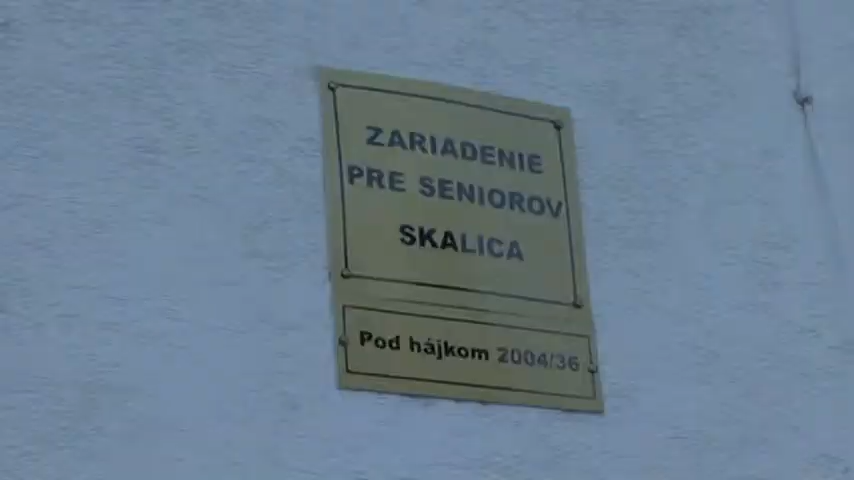 ZARIADENIE
PRE SENIOROV
SKALICA
Pod hájkom 2004/36